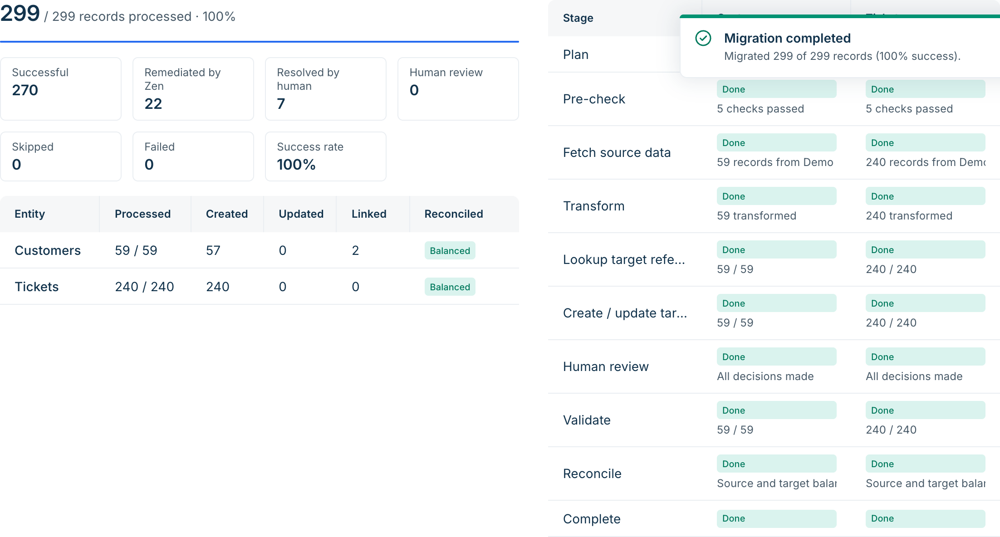 299 / 299 records processed · 100%
Successful
270
Remediated by
Zen
22
Resolved by
human
7
Human review
0
Skipped
0
Failed
0
Success rate
100%
Entity Processed Created Updated Linked Reconciled
Customers 59 / 59 57 0 2 Balanced
Tickets 240 / 240 240 0 0 Balanced
Stage
Migration completed
Migrated 299 of 299 records (100% success).
Plan
Pre-check
Done
5 checks passed
Done
5 checks passed
Fetch source data
Done
59 records from Demo
Done
240 records from Demo
Transform
Done
59 transformed
Done
240 transformed
Lookup target refe...
Done
59 / 59
Done
240 / 240
Create / update tar...
Done
59 / 59
Done
240 / 240
Human review
Done
All decisions made
Done
All decisions made
Validate
Done
59 / 59
Done
240 / 240
Reconcile
Done
Source and target
Done
Source and target
Complete
Done
Done